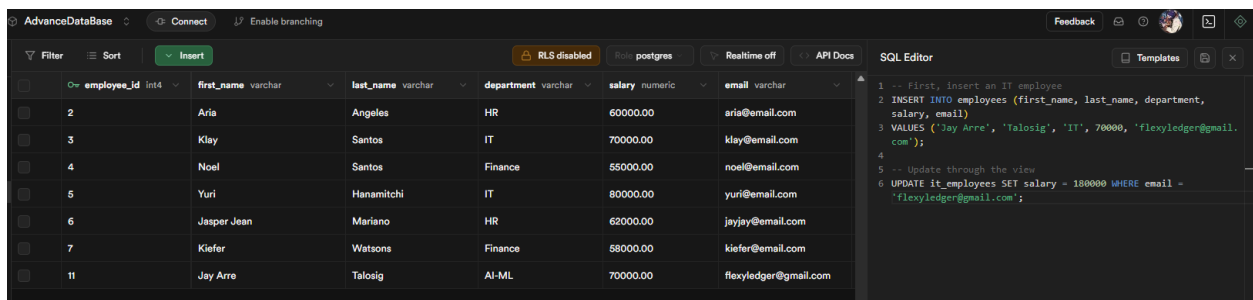 AdvanceDataBase Connect Enable branching Feedback
Filter Sort Insert RLS disabled Role postgres Realtime off API Docs SQL Editor Templates
employee_id int4 first_name varchar last_name varchar department varchar salary numeric email varchar
2 Aria Angeles HR 60000.00 aria@email.com
3 Klay Santos IT 70000.00 klay@email.com
4 Noel Santos Finance 55000.00 noel@email.com
5 Yuri Hanamitchi IT 80000.00 yuri@email.com
6 Jasper Jean Mariano HR 62000.00 jayjay@email.com
7 Kiefer Watsons Finance 58000.00 kiefer@email.com
11 Jay Arre Talosig AI-ML 70000.00 flexyledger@gmail.com
1 -- First, insert an IT employee
2 INSERT INTO employees (first_name, last_name, department,
salary, email)
3 VALUES ('Jay Arre', 'Talosig', 'IT', 70000, 'flexyledger@gmail.
com');
4
5 -- Update through the view
6 UPDATE it_employees SET salary = 180000 WHERE email =
'flexyledger@gmail.com';